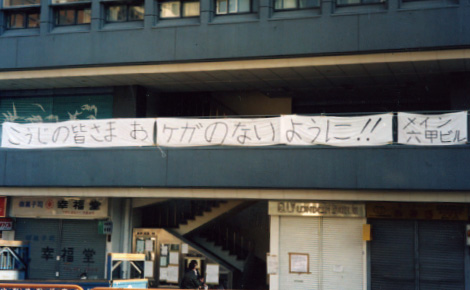 こうじの皆さま おケガのないように!!
メイン
六甲ビル
幸福堂
幸福堂